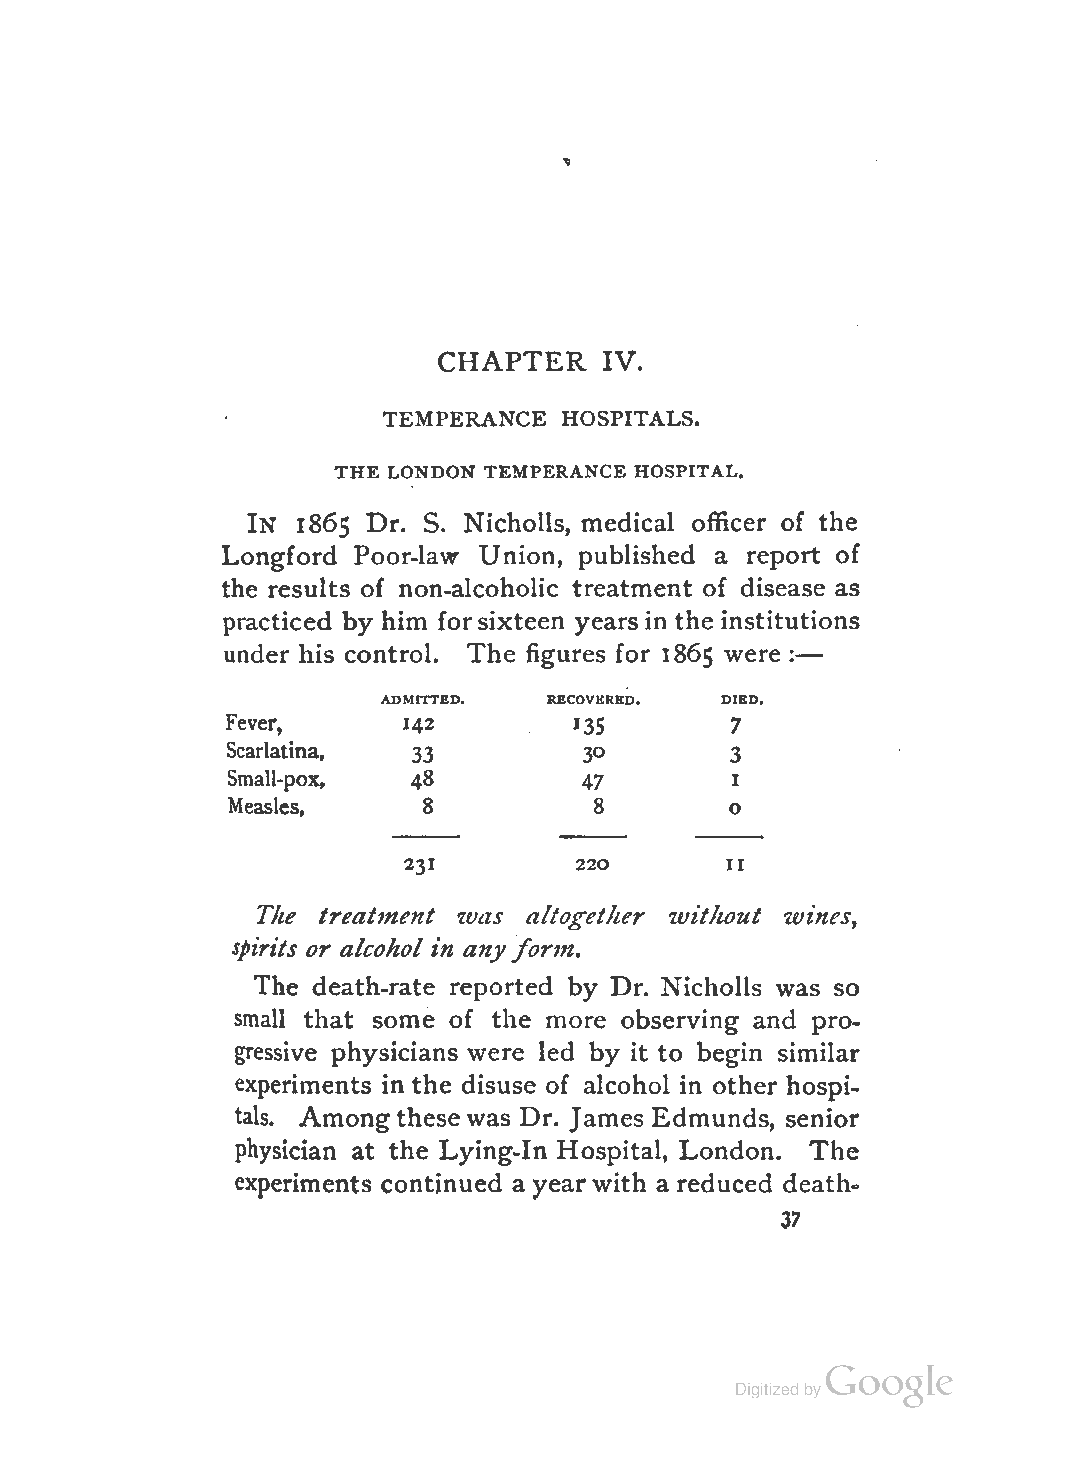 CHAPTER IV.
TEMPERANCE HOSPITALS.
THE LONDON TEMPERANCE HOSPITAL.
IN 1865 Dr. S. Nicholls, medical officer of the
Longford Poor-law Union, published a report of
the results of non-alcoholic treatment of disease as
practiced by him for sixteen years in the institutions
under his control. The figures for 1865 were :—
ADMITTED. RECOVERED. DIED.
Fever, 142 135 7
Scarlatina, 33 30 3
Small-pox, 48 47 1
Measles, 8 8 0
231 220 11
The treatment was altogether without wines,
spirits or alcohol in any form.
The death-rate reported by Dr. Nicholls was so
small that some of the more observing and pro-
gressive physicians were led by it to begin similar
experiments in the disuse of alcohol in other hospi-
tals. Among these was Dr. James Edmunds, senior
physician at the Lying-In Hospital, London. The
experiments continued a year with a reduced death-
37
Digitized by Google